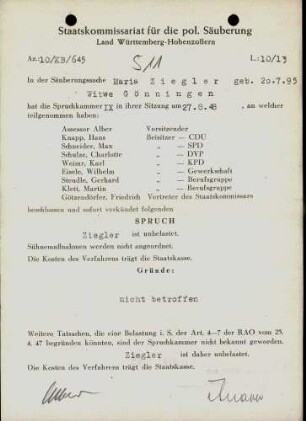 Staatskommissariat für die pol. Säuberung
Land Württemberg-Hohenzollern
Az.: 10/KB/645
S11
L: 10/13
In der Säuberungssache Maria Ziegler geb. 20.7.95
Witwe Gönningen
hat die Spruchkammer IX in ihrer Sitzung am 27.8.48, an welcher
teilgenommen haben:
Assessor Alber Vorsitzender
Knapp, Hans Beisitzer — CDU
Schneider, Max „ — SPD
Schulze, Charlotte „ — DVP
Weimar, Karl „ — KPD
Eisele, Wilhelm „ — Gewerkschaft
Steudle, Gerhard „ — Berufsgruppe
Klett, Martin „ — Berufsgruppe
Götzendörfer, Friedrich Vertreter des Staatskommissars
beschlossen und sofort verkündet folgenden
SPRUCH
Ziegler ist unbelastet.
Sühnemaßnahmen werden nicht angeordnet.
Die Kosten des Verfahrens trägt die Staatskasse.
Gründe:
nicht betroffen
Weitere Tatsachen, die eine Belastung i. S. der Art. 4—7 der RAO vom 25.
4. 47 begründen könnten, sind der Spruchkammer nicht bekannt geworden.
Ziegler ist daher unbelastet.
Die Kosten des Verfahrens trägt die Staatskasse.